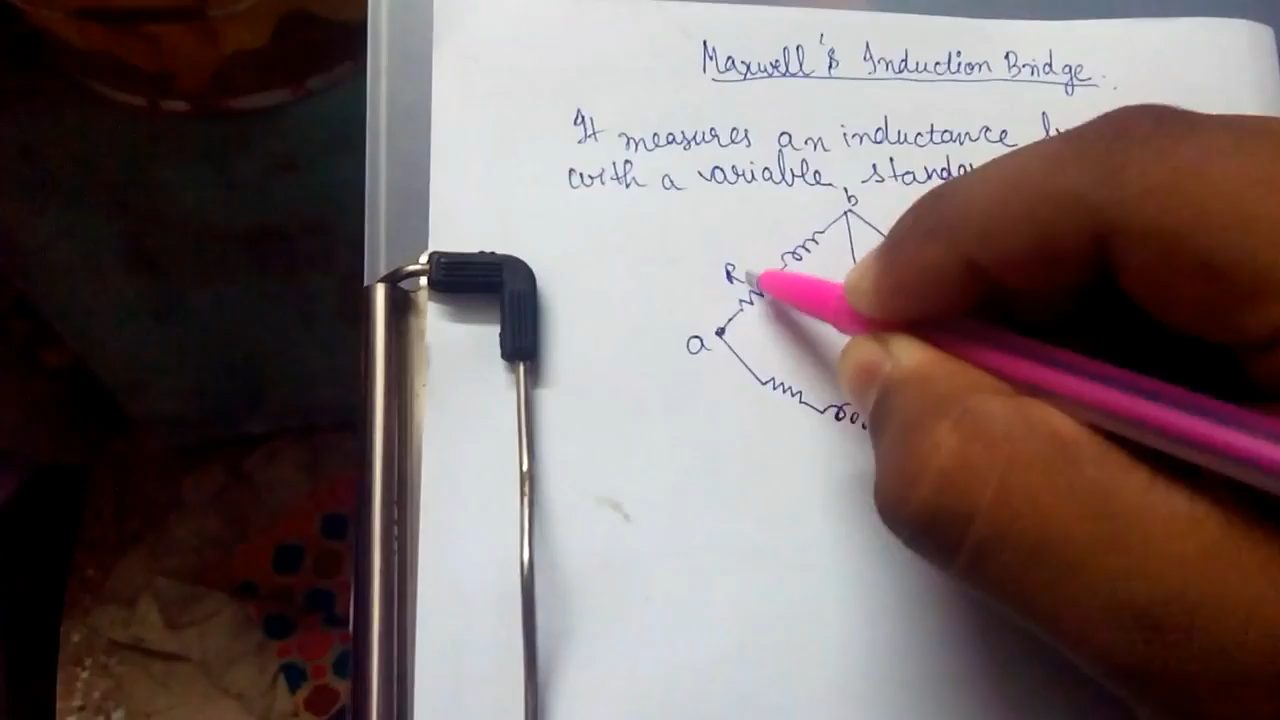 Maxwell's Induction Bridge.
It measures an inductance
with a variable
b
R
a